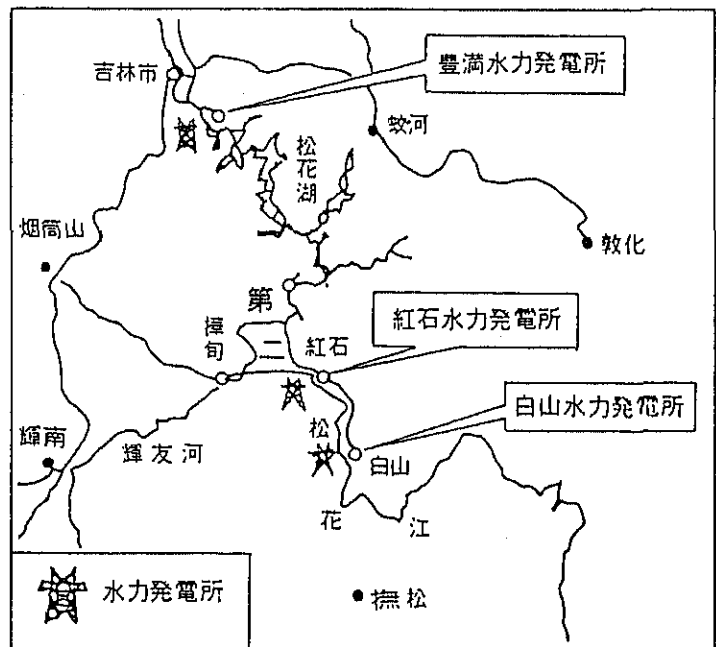 豊満水力発電所
吉林市
蛟河
松花湖
敦化
烟筒山
第二松花江
紅石水力発電所
樺甸
紅石
白山水力発電所
輝南
輝友河
白山
水力発電所
撫松